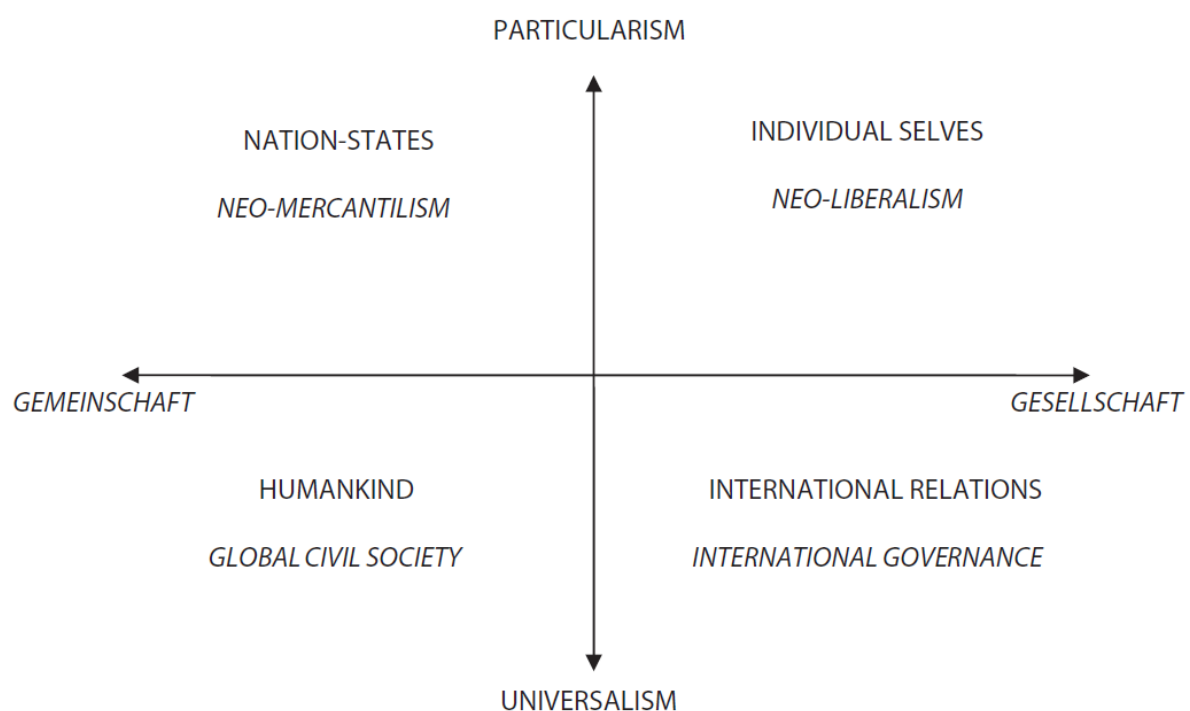 PARTICULARISM
NATION-STATES
INDIVIDUAL SELVES
NEO-MERCANTILISM
NEO-LIBERALISM
GEMEINSCHAFT
GESELLSCHAFT
HUMANKIND
INTERNATIONAL RELATIONS
GLOBAL CIVIL SOCIETY
INTERNATIONAL GOVERNANCE
UNIVERSALISM